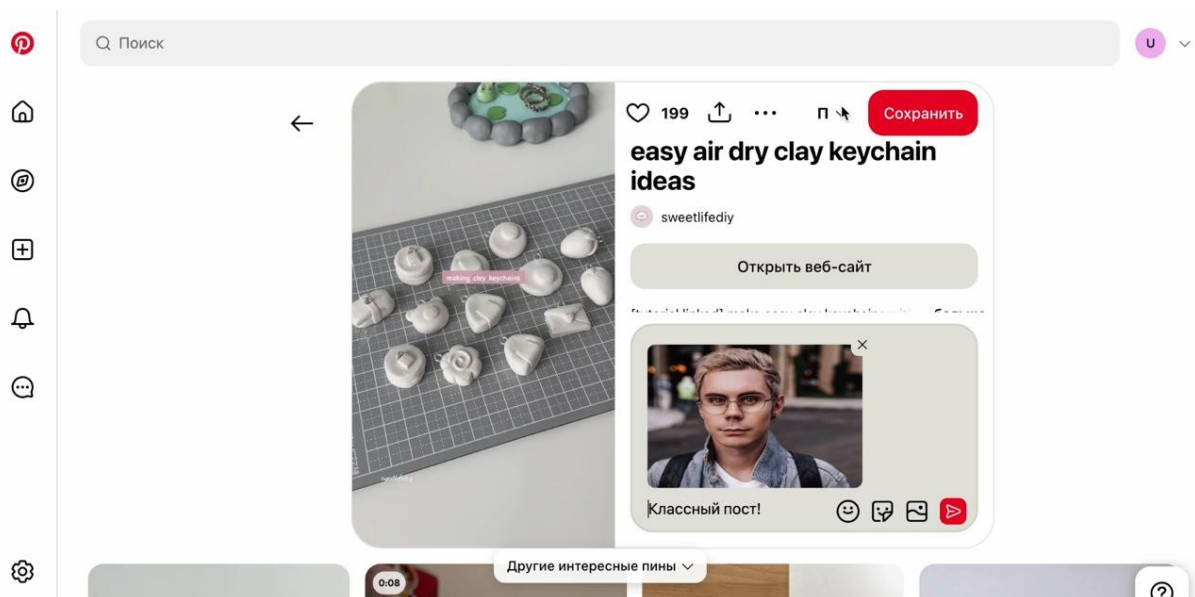 Поиск
U
199
П
Сохранить
easy air dry clay keychain
ideas
sweetlifediy
Открыть веб-сайт
making clay keychains
Классный пост!
Другие интересные пины
0:08